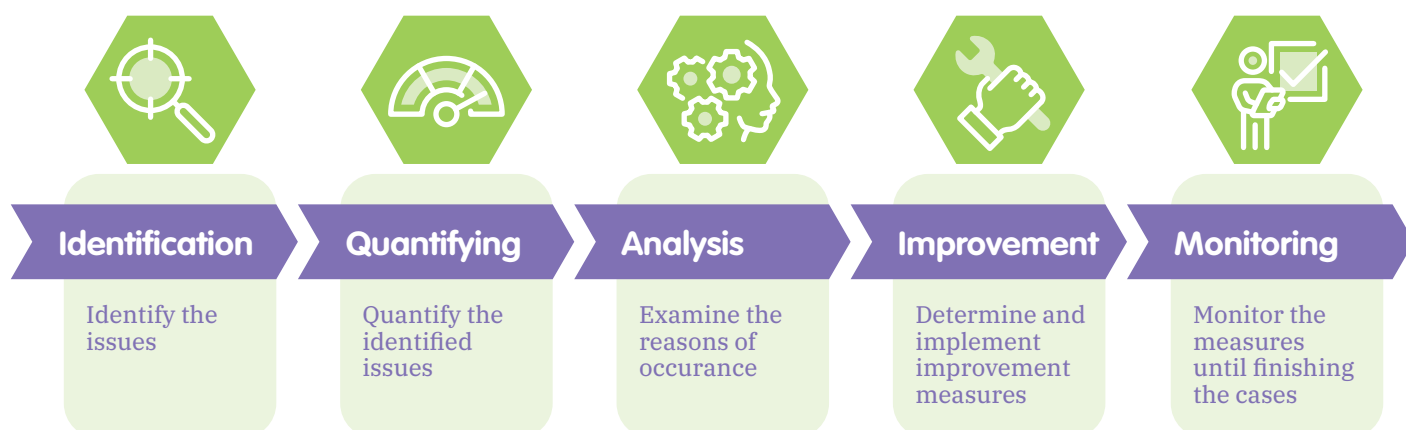 Identification
Identify the
issues
Quantifying
Quantify the
identified
issues
Analysis
Examine the
reasons of
occurance
Improvement
Determine and
implement
improvement
measures
Monitoring
Monitor the
measures
until finishing
the cases